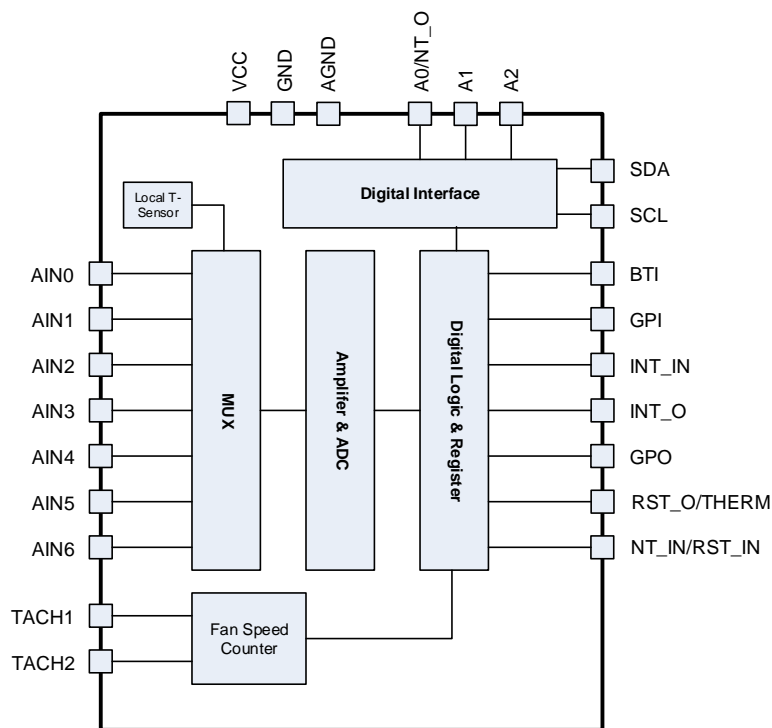 VCC
GND
AGND
A0/NT_O
A1
A2
Digital Interface
SDA
SCL
Local T-
Sensor
AIN0
AIN1
AIN2
AIN3
AIN4
AIN5
AIN6
MUX
Amplifer & ADC
Digital Logic & Register
BTI
GPI
INT_IN
INT_O
GPO
RST_O/THERM
NT_IN/RST_IN
TACH1
TACH2
Fan Speed
Counter